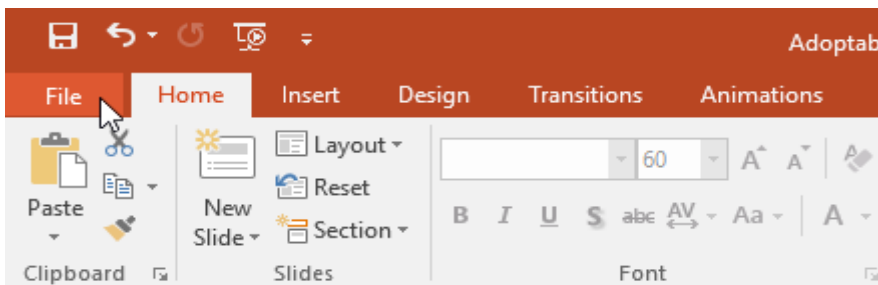 Adoptab
File Home Insert Design Transitions Animations
Layout
60 A A
Reset
Paste New B I U S abc AV Aa A
Slide Section
Clipboard Slides Font